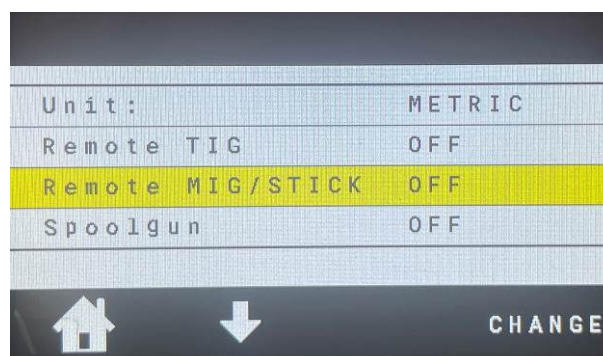 Unit: METRIC
Remote TIG OFF
Remote MIG/STICK OFF
Spoolgun OFF
CHANGE